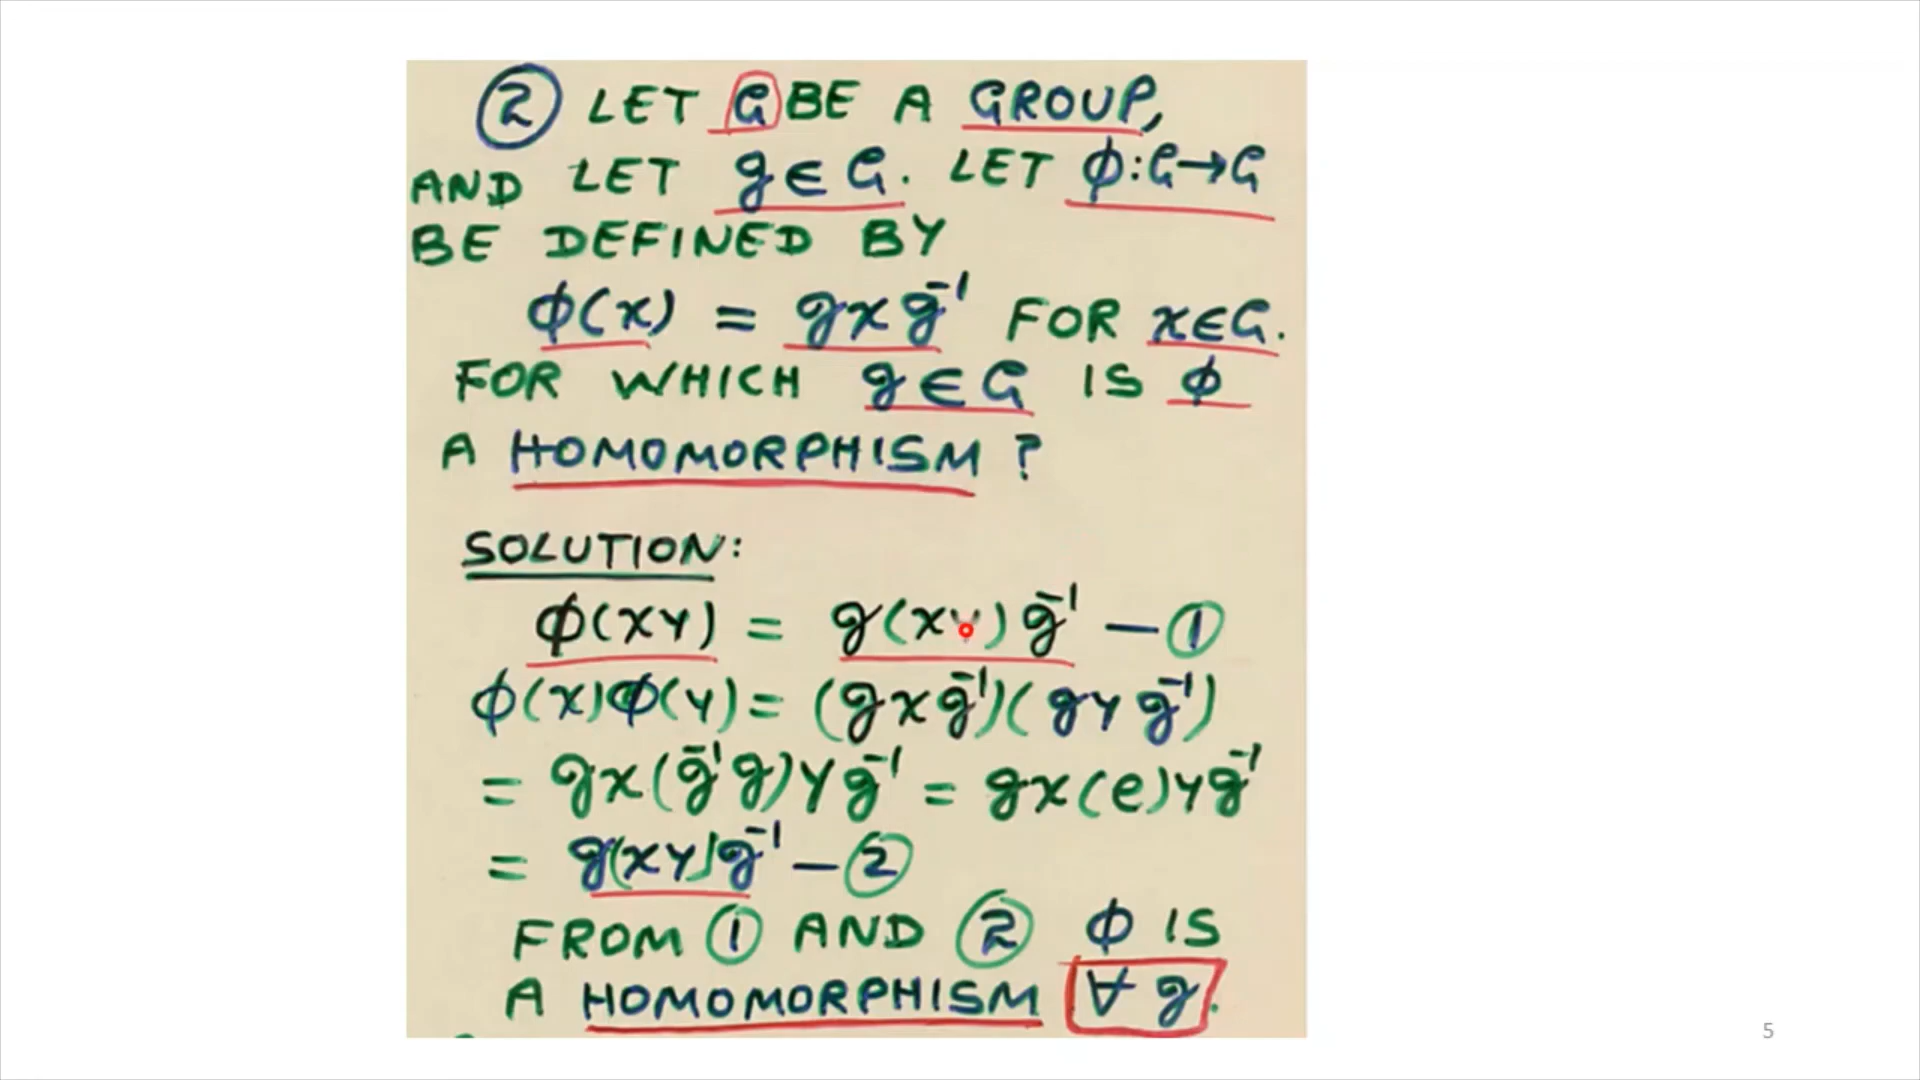 ② LET G BE A GROUP,
AND LET g∈G. LET ϕ:G→G
BE DEFINED BY
ϕ(x) = gxg⁻¹ FOR x∈G.
FOR WHICH g∈G IS ϕ
A HOMOMORPHISM ?
SOLUTION:
ϕ(xY) = g(xY)g⁻¹ — ①
ϕ(x)ϕ(Y) = (gxg⁻¹)(gYg⁻¹)
= gx(g⁻¹g)Yg⁻¹ = gx(e)Yg⁻¹
= g(xY)g⁻¹ — ②
FROM ① AND ② ϕ IS
A HOMOMORPHISM ∀ g.
5